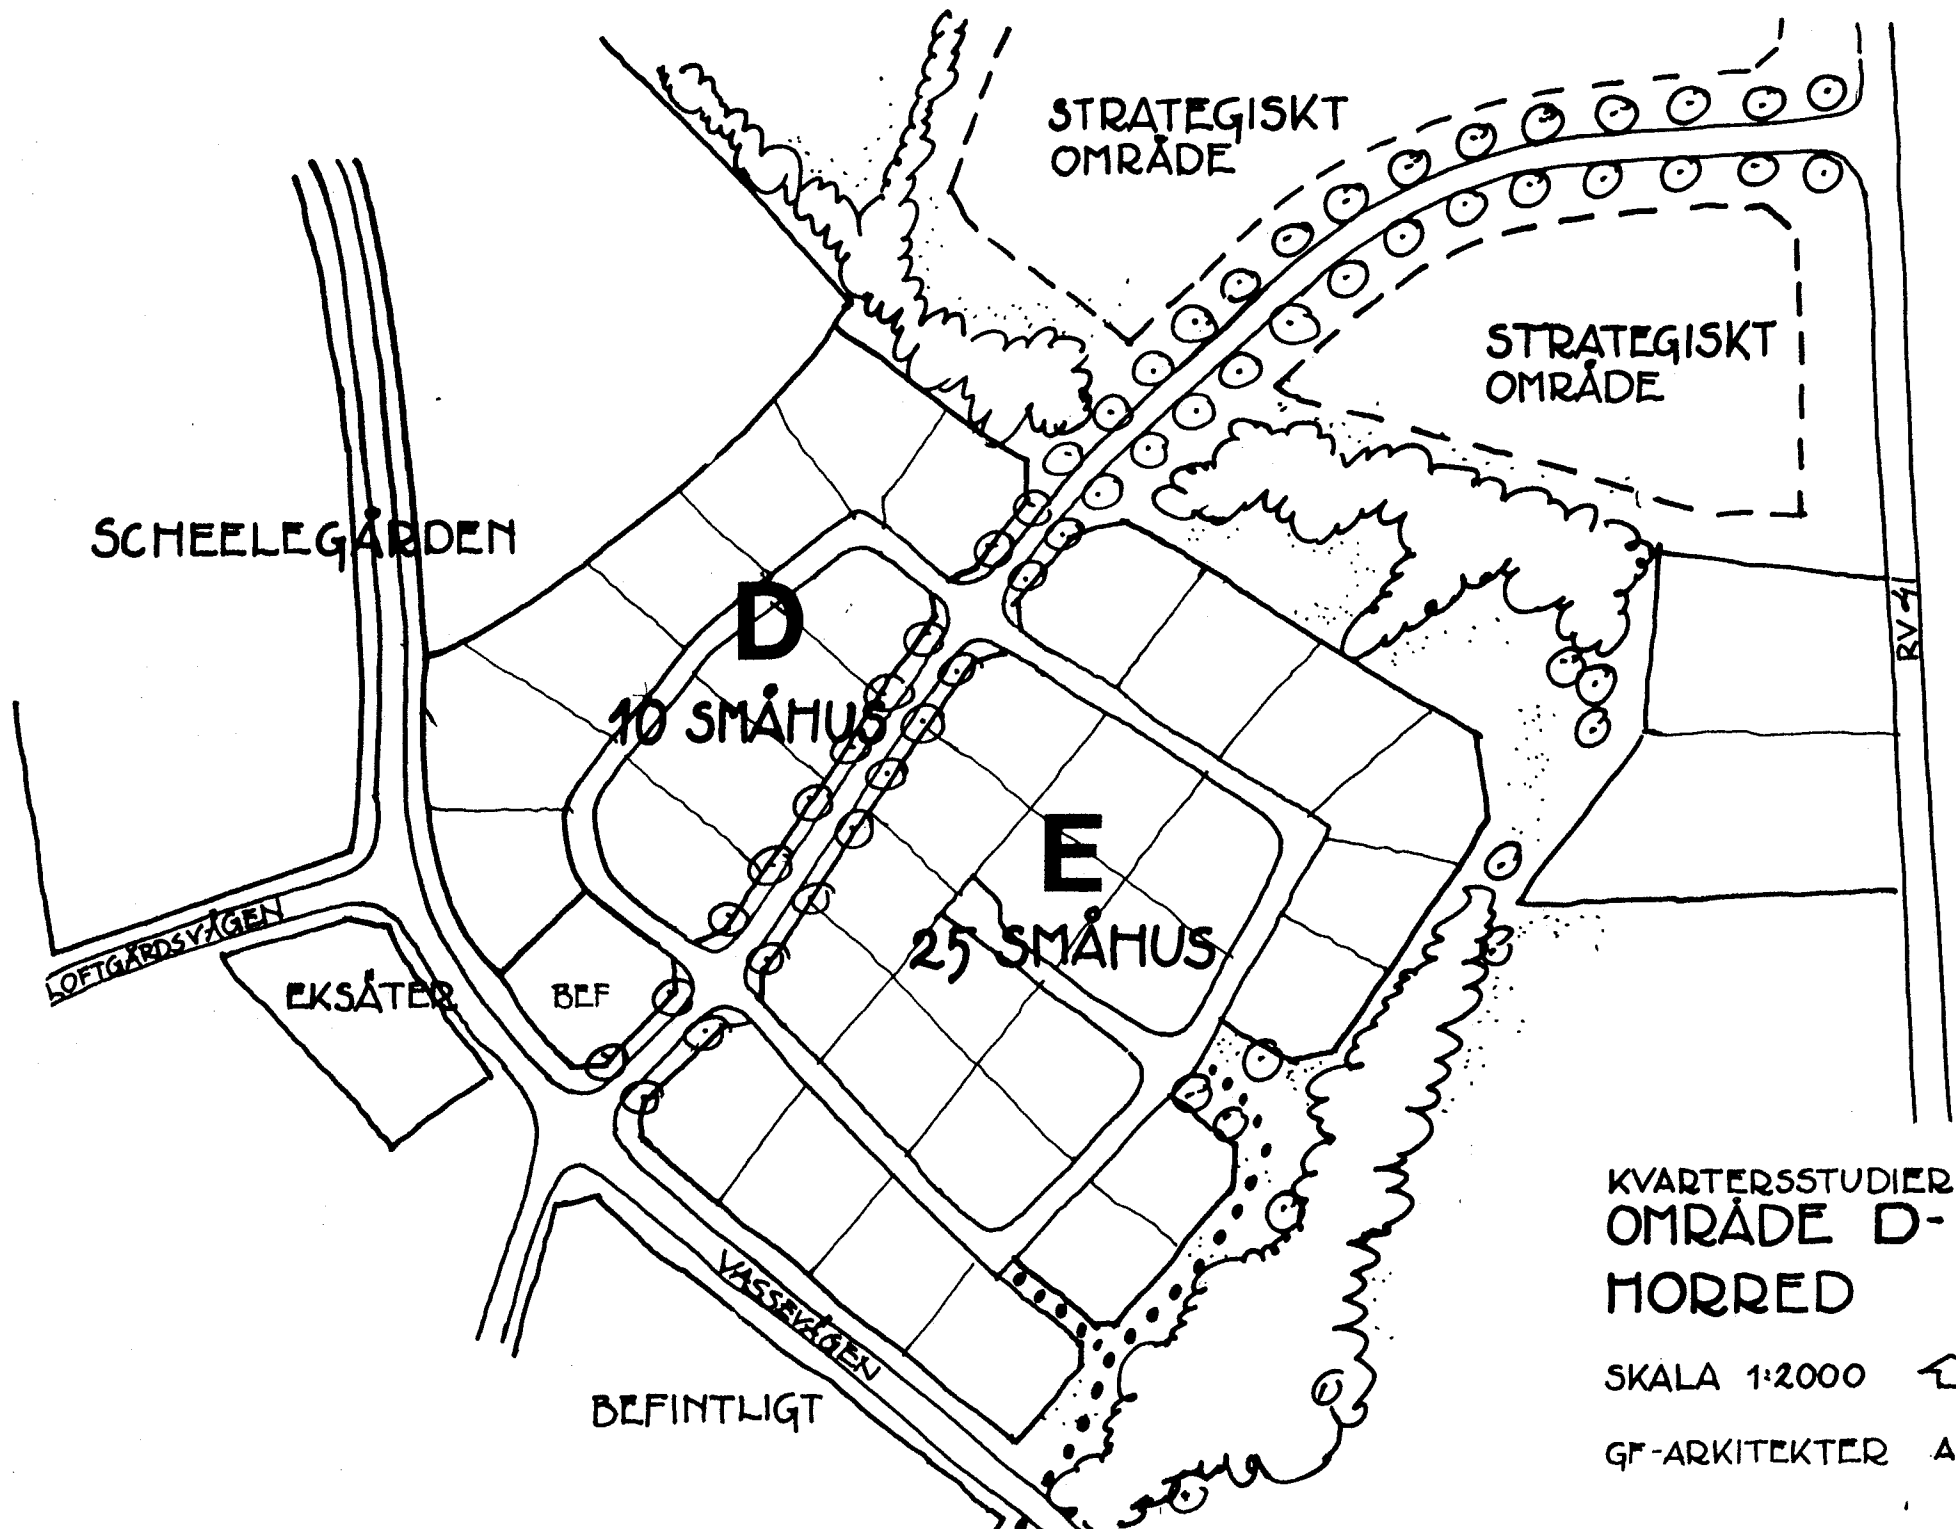 STRATEGISKT
OMRÅDE
STRATEGISKT
OMRÅDE
SCHEELEGÅRDEN
D
10 SMÅHUS
RV 41
E
25 SMÅHUS
LOFTGÅRDSVÄGEN
EKSÄTER
BEF
VASSEVÄGEN
BEFINTLIGT
KVARTERSSTUDIER
OMRÅDE D-
HORRED
SKALA 1:2000
GF-ARKITEKTER A